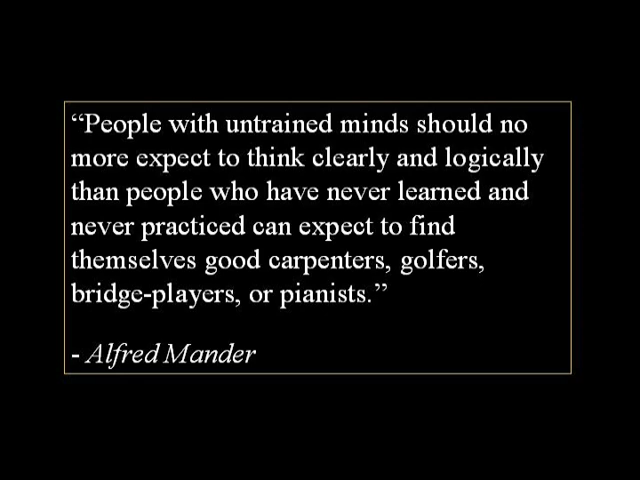 “People with untrained minds should no
more expect to think clearly and logically
than people who have never learned and
never practiced can expect to find
themselves good carpenters, golfers,
bridge-players, or pianists.”
- Alfred Mander